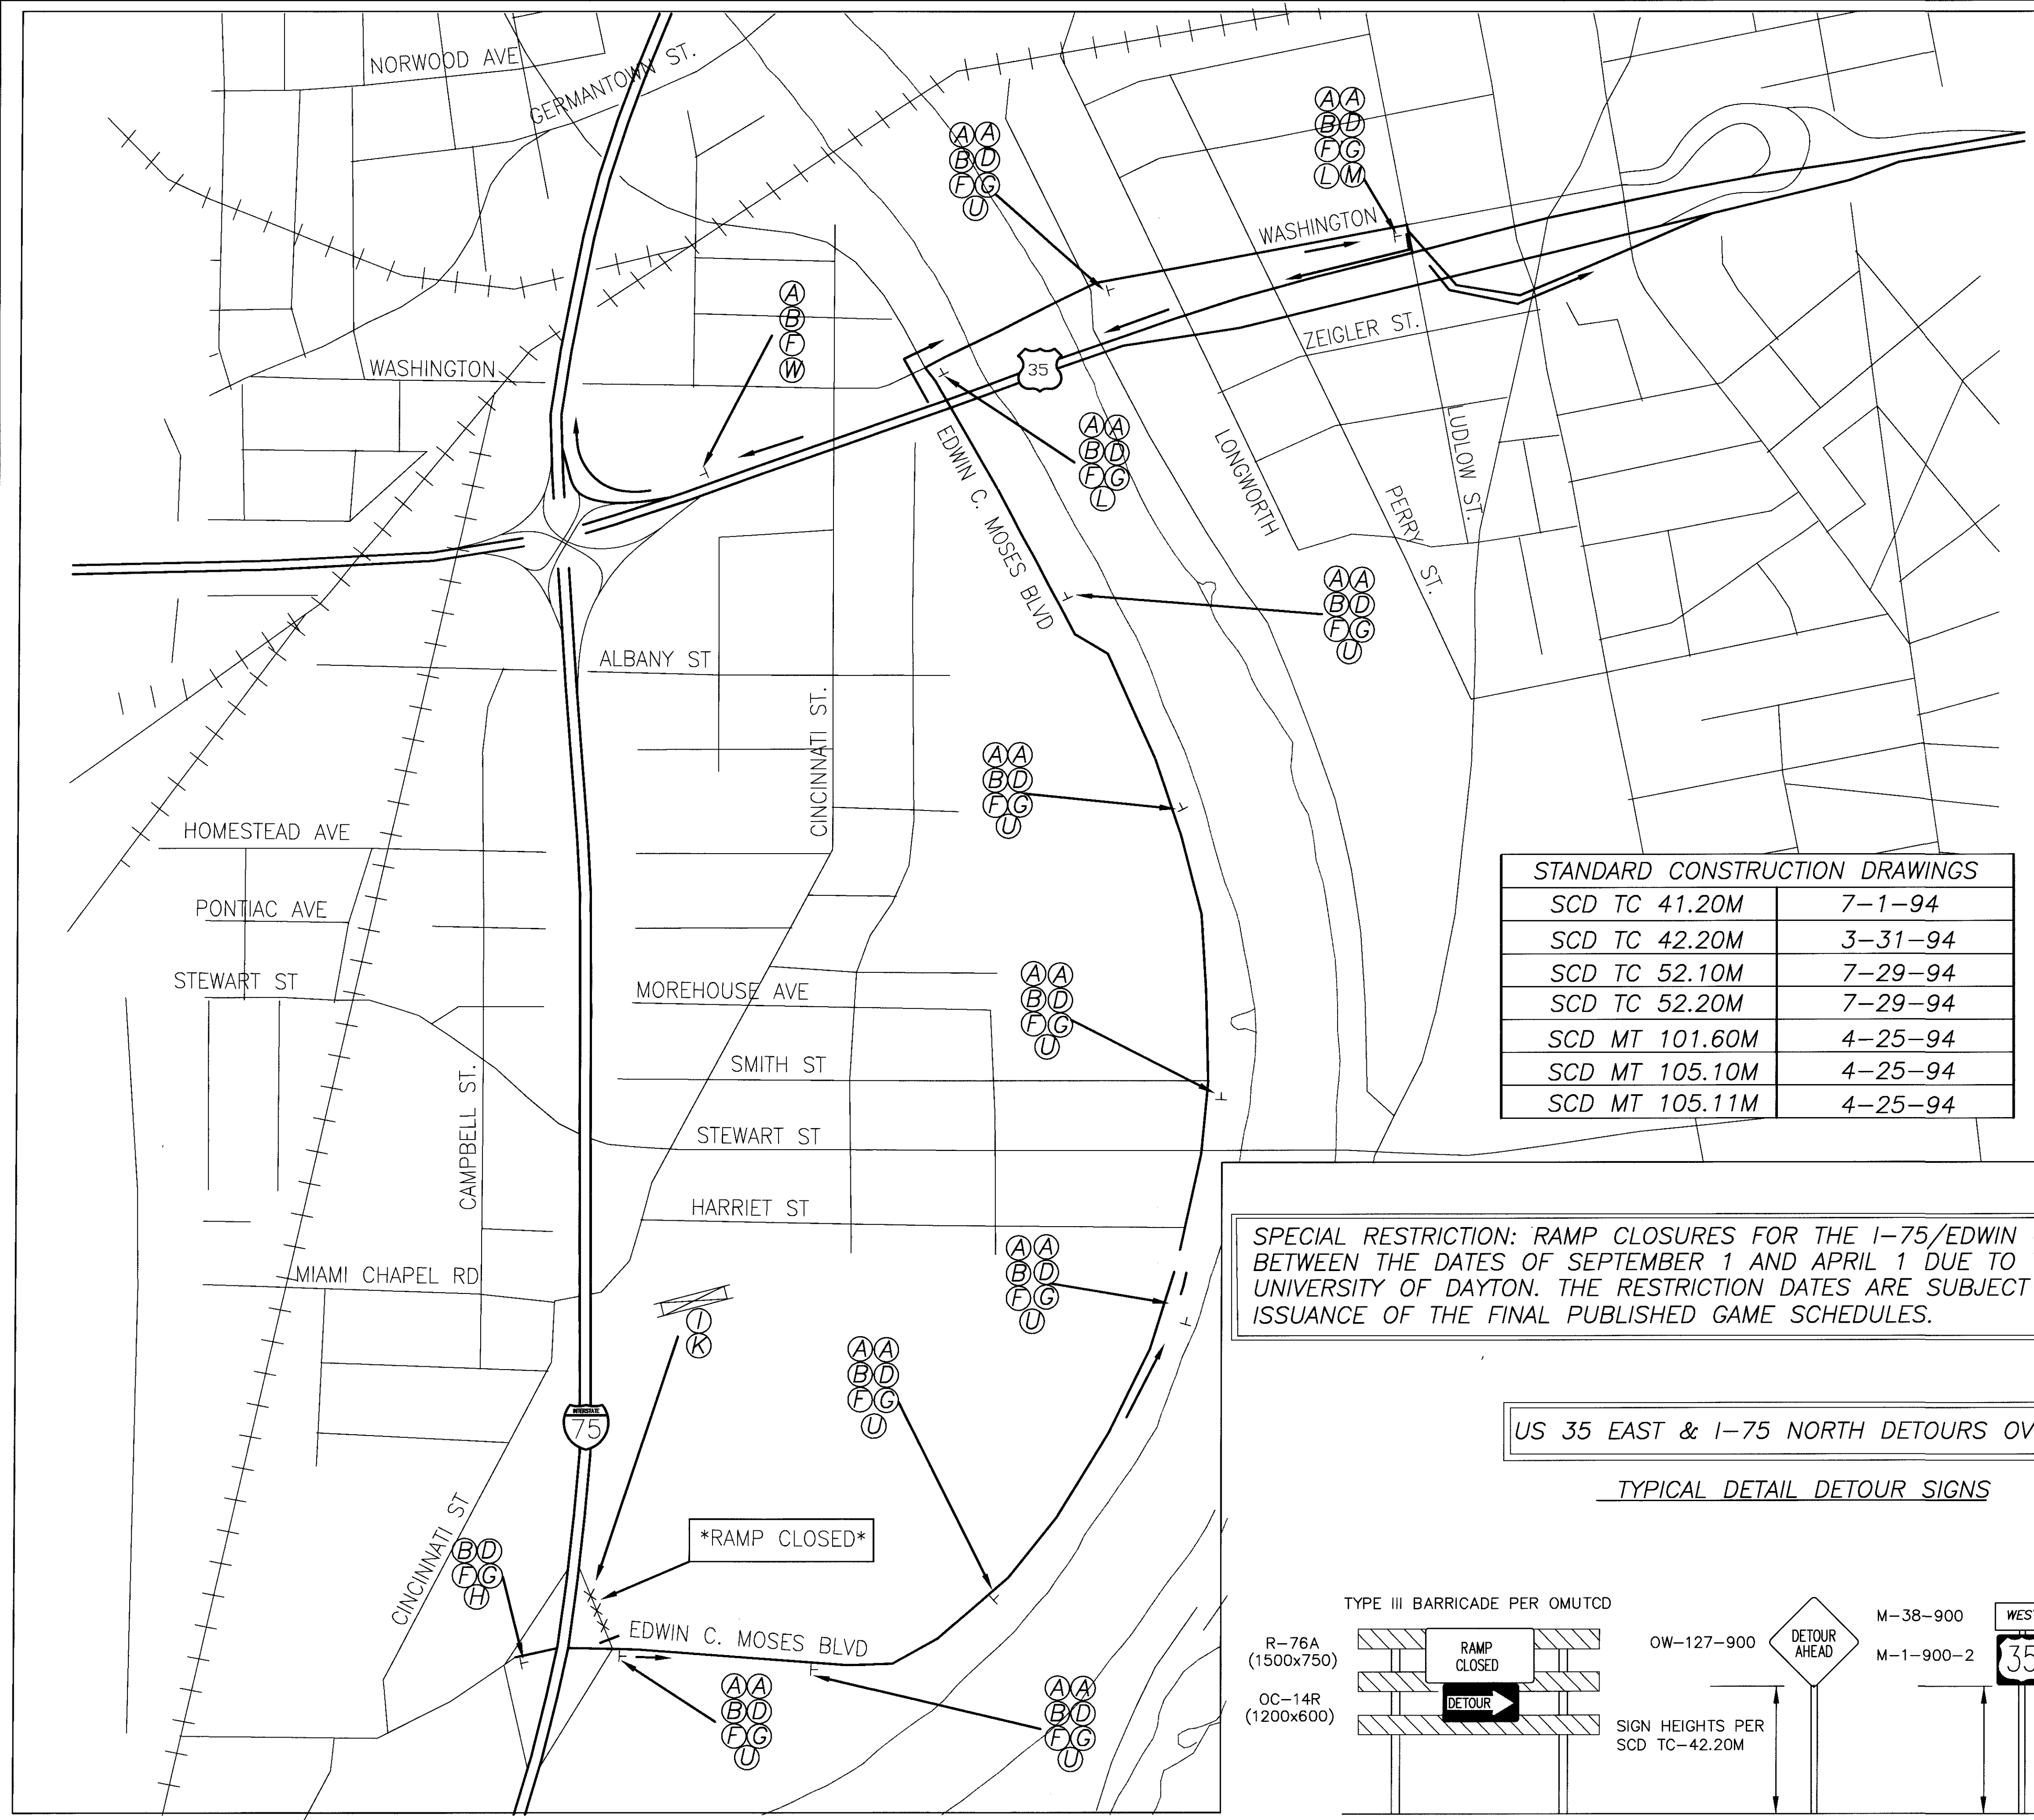 NORWOOD AVE
GERMANTOWN ST.
A A
B D
F G
U
A A
B D
F G
L M
WASHINGTON
A
B
F
W
WASHINGTON
35
ZEIGLER ST.
A A
B D
F G
L
EDWIN C. MOSES BLVD
LONGWORTH
PERRY ST.
LUDLOW ST.
A A
B D
F G
U
ALBANY ST
CINCINNATI ST.
A A
B D
F G
U
HOMESTEAD AVE
PONTIAC AVE
STEWART ST
MOREHOUSE AVE
A A
B D
F G
U
SMITH ST
STEWART ST
CAMPBELL ST.
HARRIET ST
MIAMI CHAPEL RD
I
K
A A
B D
F G
U
A A
B D
F G
U
INTERSTATE
75
CINCINNATI ST
*RAMP CLOSED*
B D
F G
H
EDWIN C. MOSES BLVD
A A
B D
F G
U
A A
B D
F G
U
STANDARD CONSTRUCTION DRAWINGS
SCD TC 41.20M 7-1-94
SCD TC 42.20M 3-31-94
SCD TC 52.10M 7-29-94
SCD TC 52.20M 7-29-94
SCD MT 101.60M 4-25-94
SCD MT 105.10M 4-25-94
SCD MT 105.11M 4-25-94
SPECIAL RESTRICTION: RAMP CLOSURES FOR THE I-75/EDWIN
BETWEEN THE DATES OF SEPTEMBER 1 AND APRIL 1 DUE TO
UNIVERSITY OF DAYTON. THE RESTRICTION DATES ARE SUBJECT
ISSUANCE OF THE FINAL PUBLISHED GAME SCHEDULES.
US 35 EAST & I-75 NORTH DETOURS OV
TYPICAL DETAIL DETOUR SIGNS
TYPE III BARRICADE PER OMUTCD
R-76A
(1500x750)
RAMP
CLOSED
OC-14R
(1200x600)
DETOUR
OW-127-900
DETOUR
AHEAD
SIGN HEIGHTS PER
SCD TC-42.20M
M-38-900
M-1-900-2
WEST
35